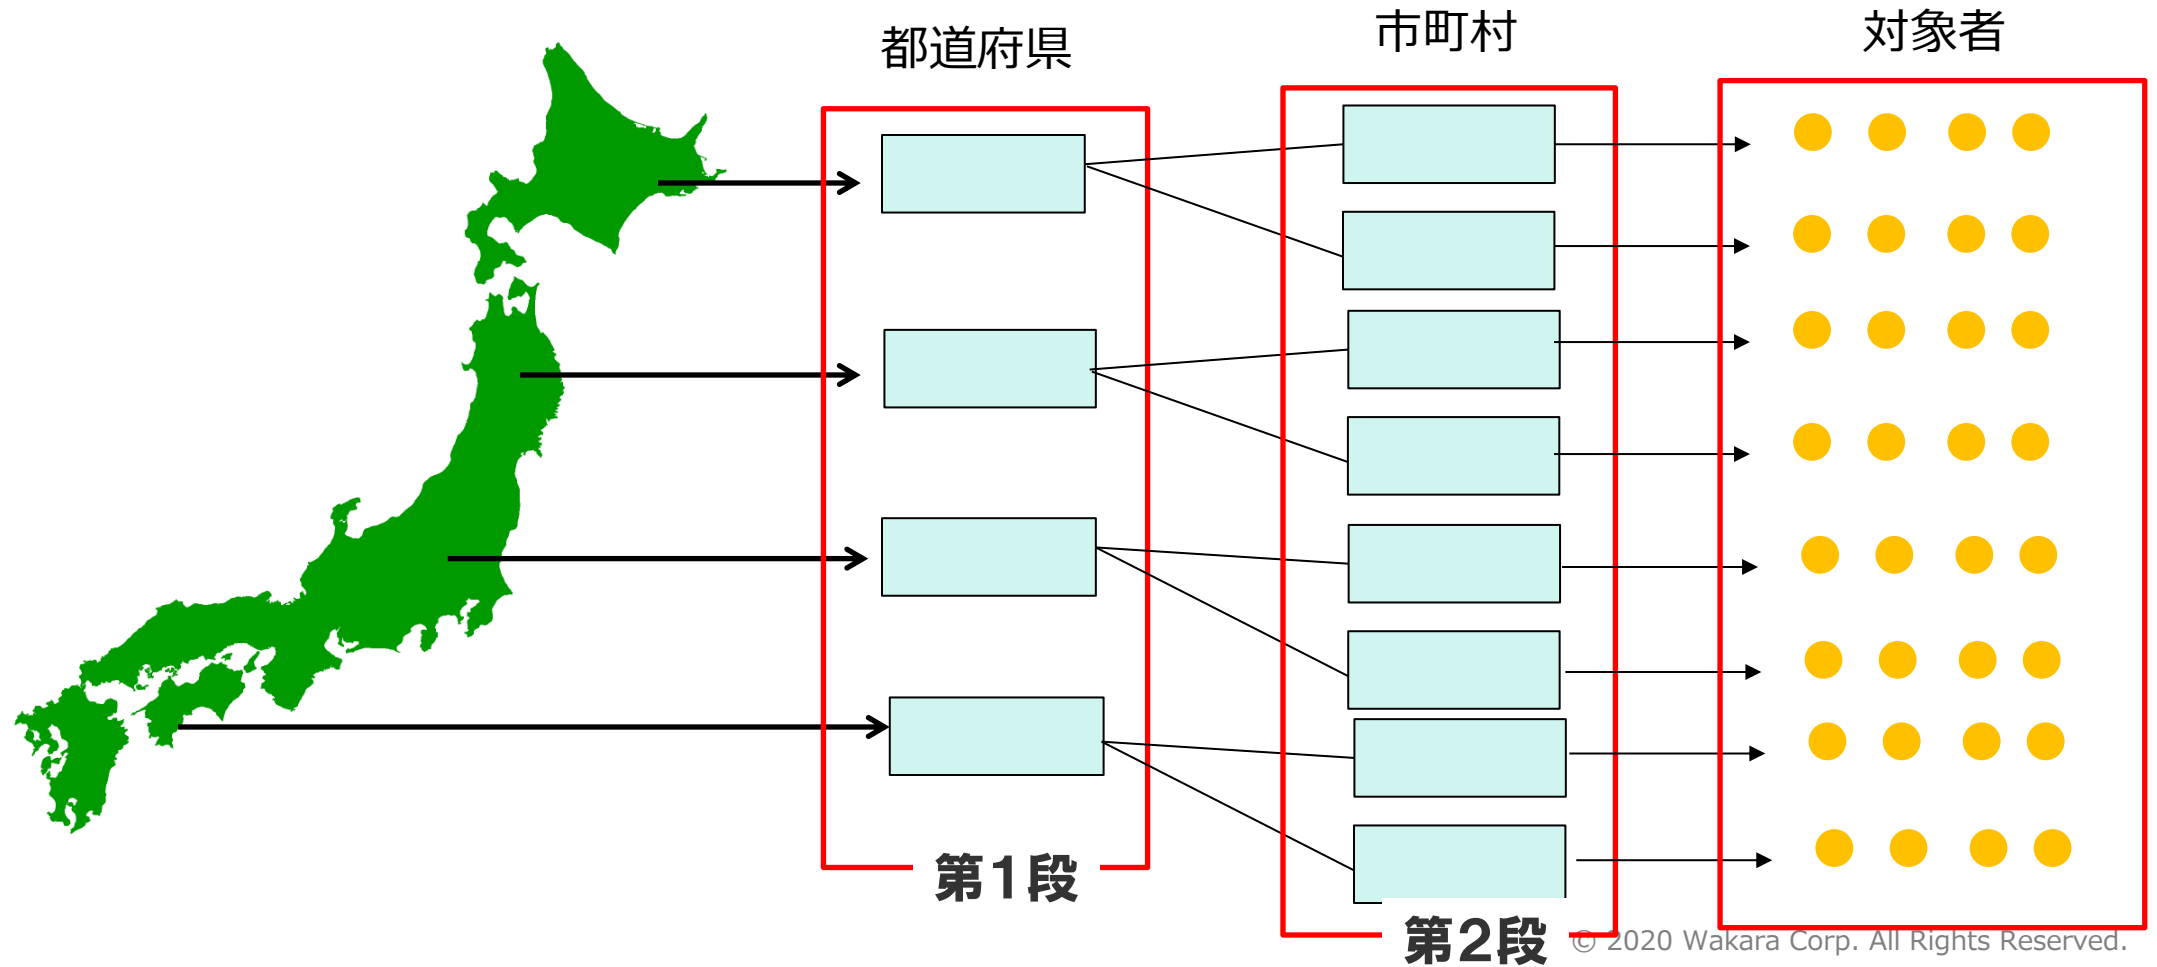 都道府県
市町村
対象者
第1段
第2段
© 2020 Wakara Corp. All Rights Reserved.